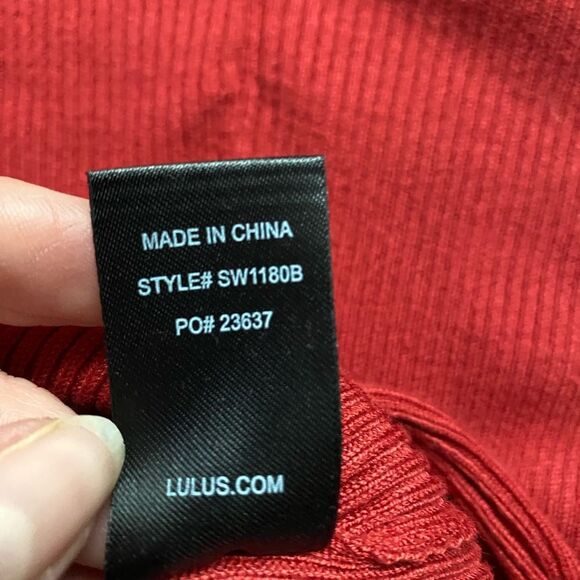 MADE IN CHINA
STYLE# SW1180B
PO# 23637
LULUS.COM